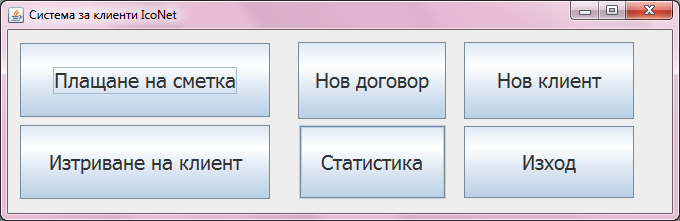 Система за клиенти IcoNet
Плащане на сметка
Нов договор
Нов клиент
Изтриване на клиент
Статистика
Изход